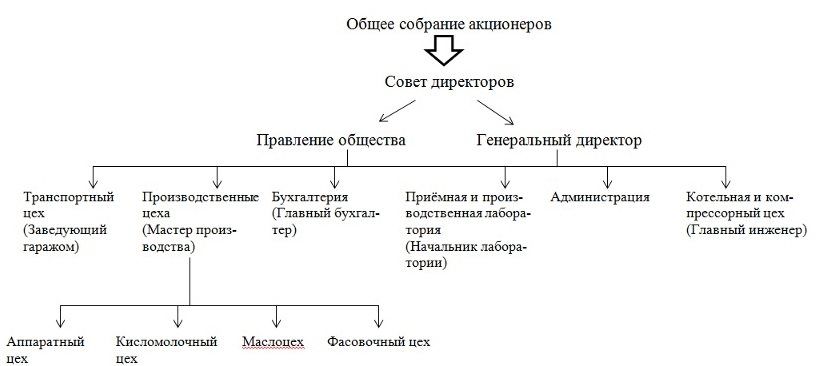 Общее собрание акционеров
Совет директоров
Правление общества
Генеральный директор
Транспортный
цех
(Заведующий
гаражом)
Производственные
цеха
(Мастер произ-
водства)
Бухгалтерия
(Главный бухгал-
тер)
Приёмная и произ-
водственная лабора-
тория
(Начальник лабора-
тории)
Администрация
Котельная и ком-
прессорный цех
(Главный инженер)
Аппаратный
цех
Кисломолочный
цех
Маслоцех
Фасовочный цех